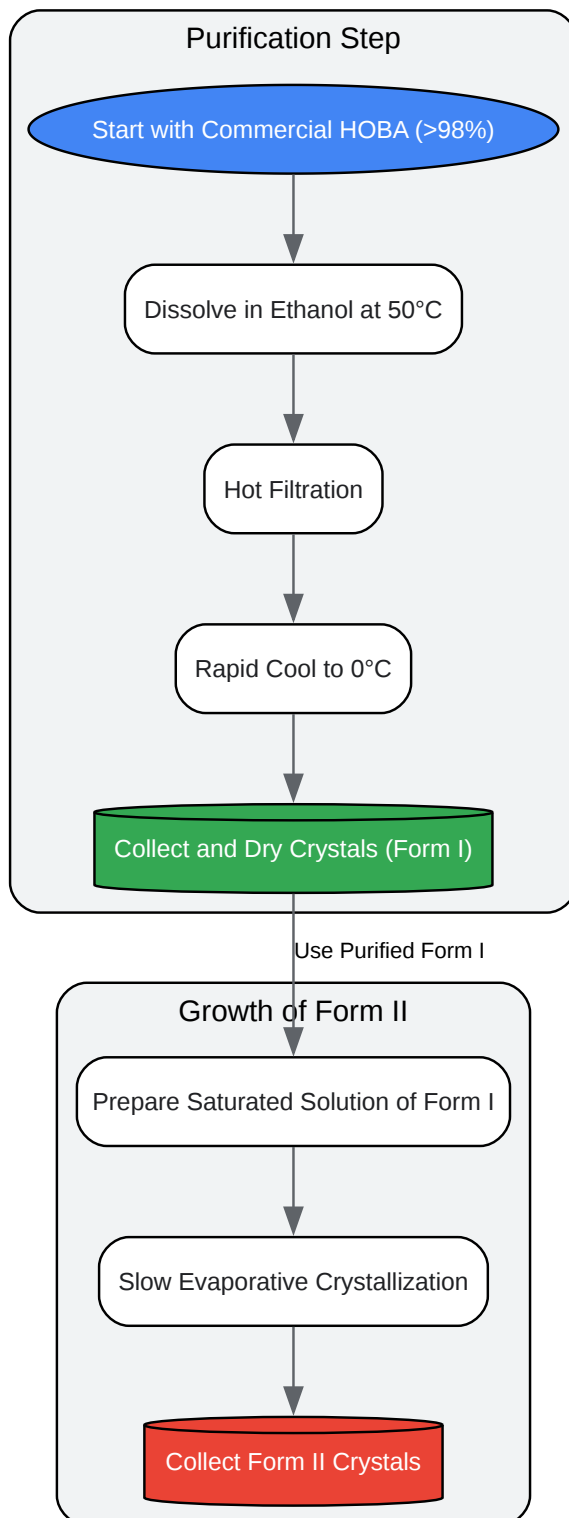 Purification Step
Start with Commercial HOBA (>98%)
Dissolve in Ethanol at 50°C
Hot Filtration
Rapid Cool to 0°C
Collect and Dry Crystals (Form I)
Use Purified Form I
Growth of Form II
Prepare Saturated Solution of Form I
Slow Evaporative Crystallization
Collect Form II Crystals